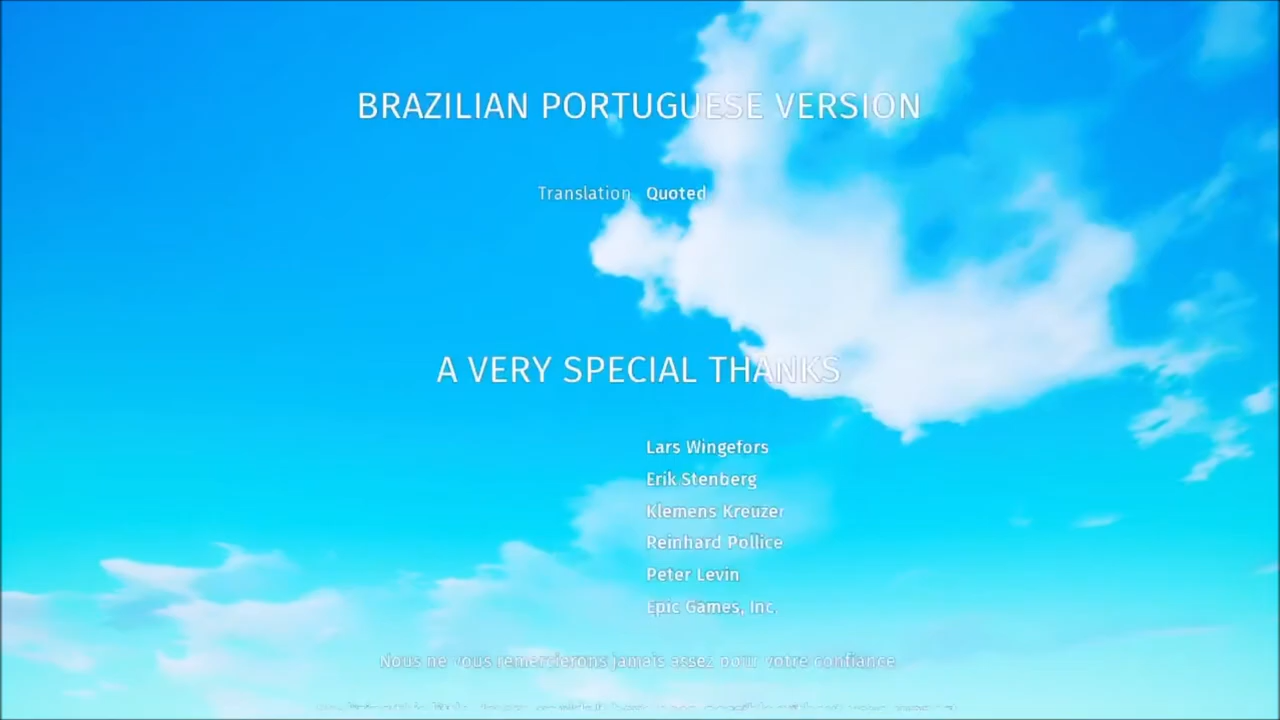 BRAZILIAN PORTUGUESE VERSION
Translation Quoted
A VERY SPECIAL THANKS
Lars Wingefors
Erik Stenberg
Klemens Kreuzer
Reinhard Pollice
Peter Levin
Epic Games, Inc.
Nous ne vous remercierons jamais assez pour votre confiance